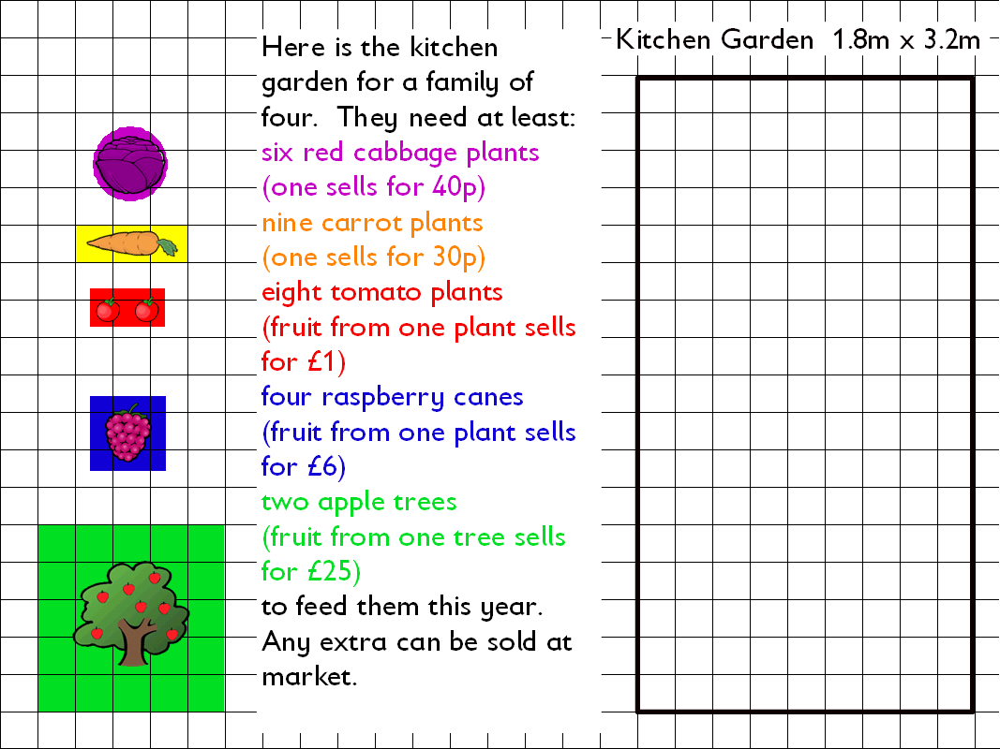 Kitchen Garden 1.8m x 3.2m
Here is the kitchen
garden for a family of
four. They need at least:
six red cabbage plants
(one sells for 40p)
nine carrot plants
(one sells for 30p)
eight tomato plants
(fruit from one plant sells
for £1)
four raspberry canes
(fruit from one plant sells
for £6)
two apple trees
(fruit from one tree sells
for £25)
to feed them this year.
Any extra can be sold at
market.